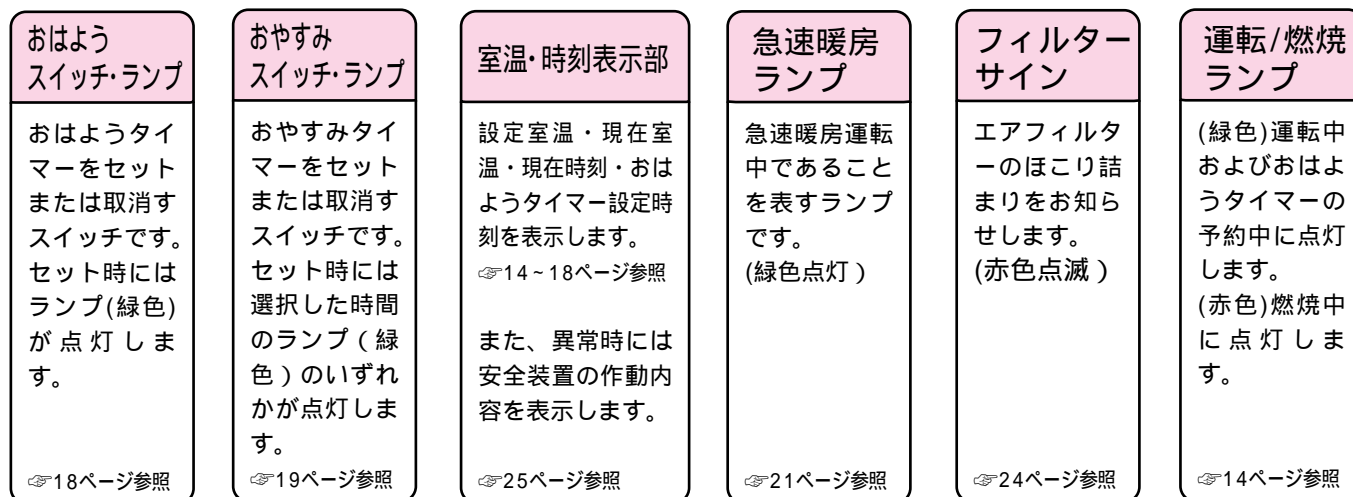 おはよう
スイッチ・ランプ
おはようタイ
マーをセット
または取消す
スイッチです。
セット時には
ランプ(緑色)
が点灯しま
す。
☞18ページ参照
おやすみ
スイッチ・ランプ
おやすみタイ
マーをセット
または取消す
スイッチです。
セット時には
選択した時間
のランプ(緑
色)のいずれ
かが点灯しま
す。
☞19ページ参照
室温・時刻表示部
設定室温・現在室
温・現在時刻・おは
ようタイマー設定時
刻を表示します。
☞14~18ページ参照
また、異常時には
安全装置の作動内
容を表示します。
☞25ページ参照
急速暖房
ランプ
急速暖房運転
中であること
を表すランプ
です。
(緑色点灯)
☞21ページ参照
フィルター
サイン
エアフィルタ
ーのほこり詰
まりをお知ら
せします。
(赤色点滅)
☞24ページ参照
運転/燃焼
ランプ
(緑色)運転中
およびおはよ
うタイマーの
予約中に点灯
します。
(赤色)燃焼中
に点灯しま
す。
☞14ページ参照